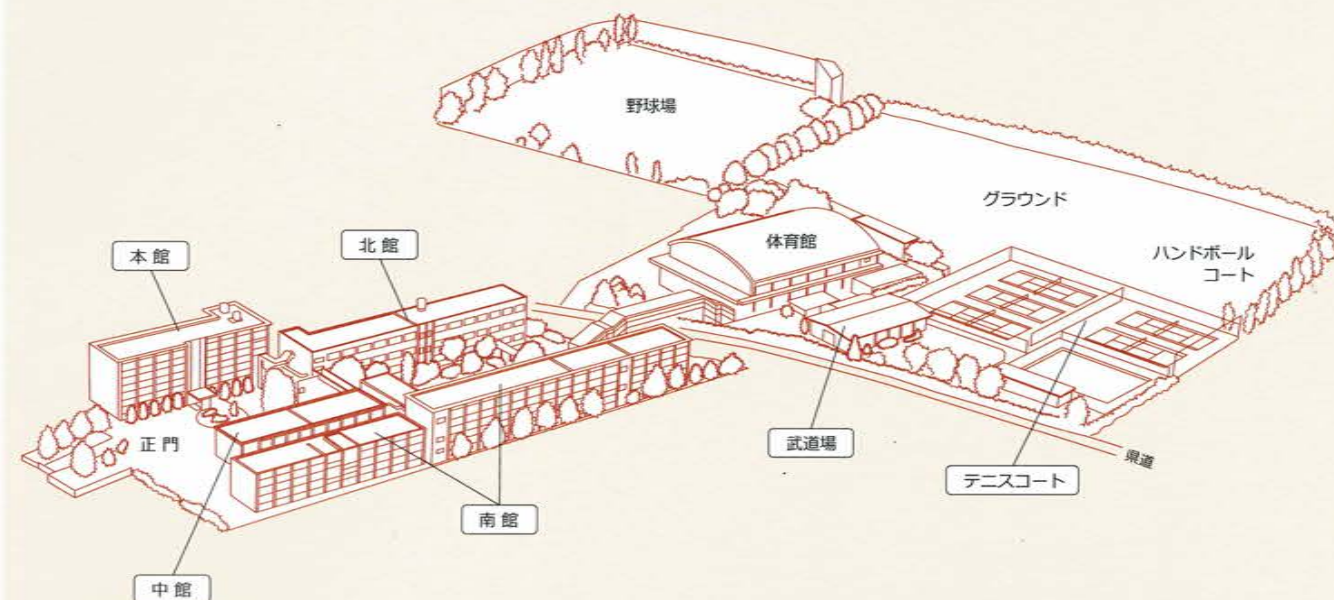 野球場
グラウンド
ハンドボール
コート
体育館
本 館
北 館
正 門
武道場
県道
テニスコート
南 館
中 館